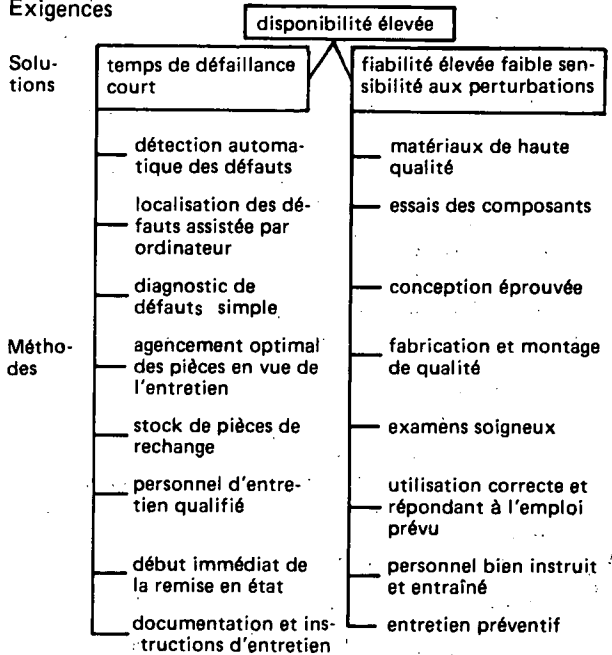 Exigences
disponibilité élevée
Solu-
tions
temps de défaillance
court
fiabilité élevée faible sen-
sibilité aux perturbations
détection automa-
tique des défauts
localisation des dé-
fauts assistée par
ordinateur
diagnostic de
défauts simple
Métho-
des
agencement optimal
des pièces en vue de
l'entretien
stock de pièces de
rechange
personnel d'entre-
tien qualifié
début immédiat de
la remise en état
documentation et ins-
tructions d'entretien
matériaux de haute
qualité
essais des composants
conception éprouvée
fabrication et montage
de qualité
examens soigneux
utilisation correcte et
répondant à l'emploi
prévu
personnel bien instruit
et entraîné
entretien préventif